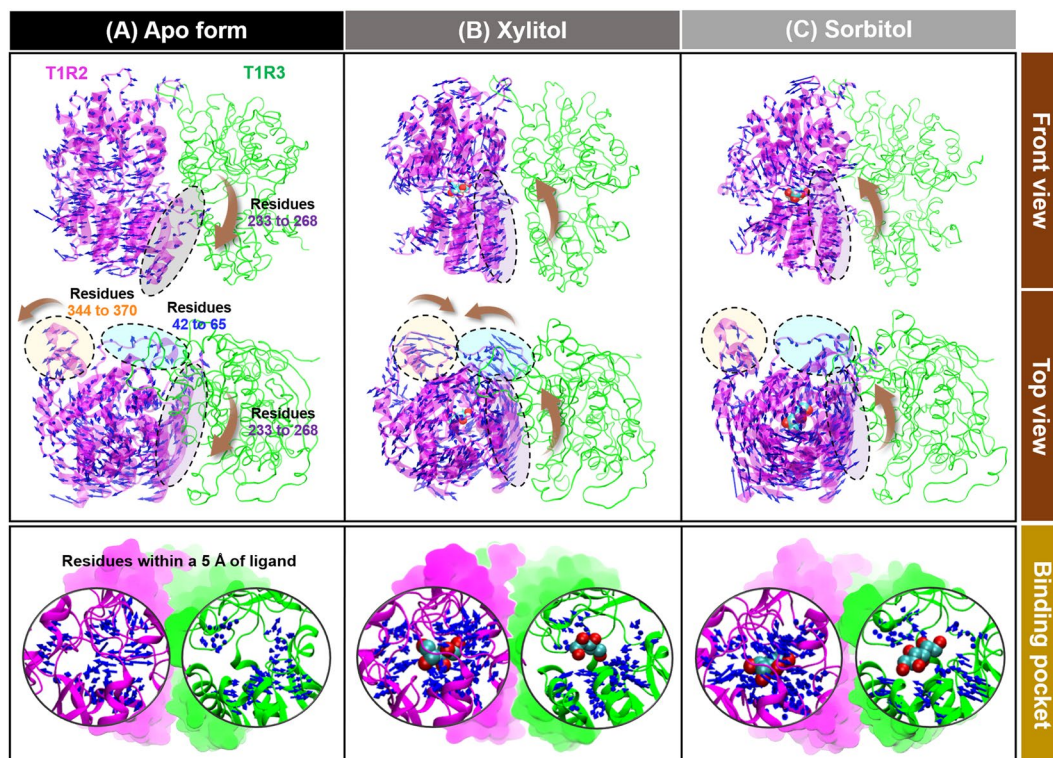 (A) Apo form
(B) Xylitol
(C) Sorbitol
T1R2
T1R3
Residues
233 to 268
Front view
Residues
344 to 370
Residues
42 to 65
Residues
233 to 268
Top view
Residues within a 5 Å of ligand
Binding pocket